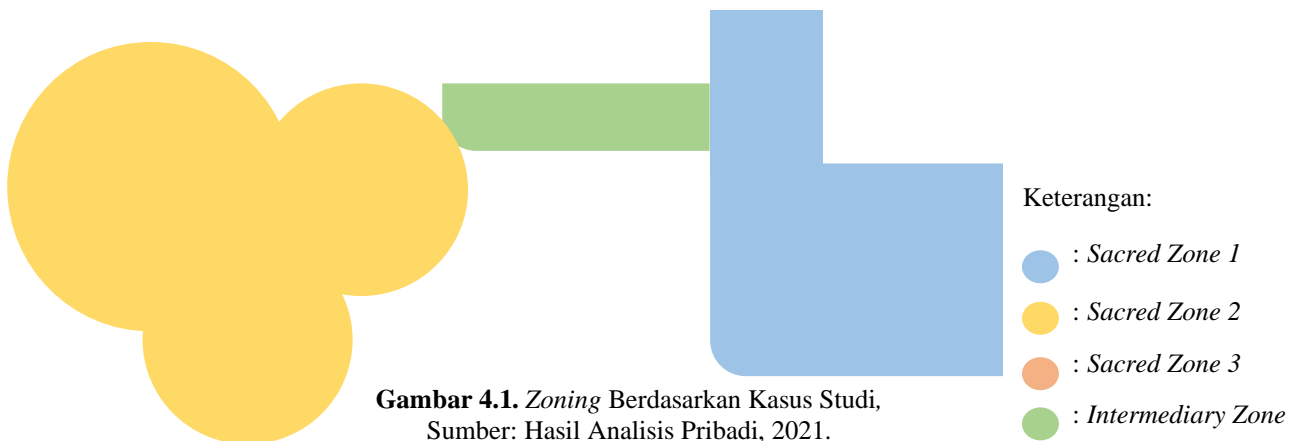 Keterangan:
: Sacred Zone 1
: Sacred Zone 2
: Sacred Zone 3
: Intermediary Zone
Gambar 4.1. Zoning Berdasarkan Kasus Studi,
Sumber: Hasil Analisis Pribadi, 2021.